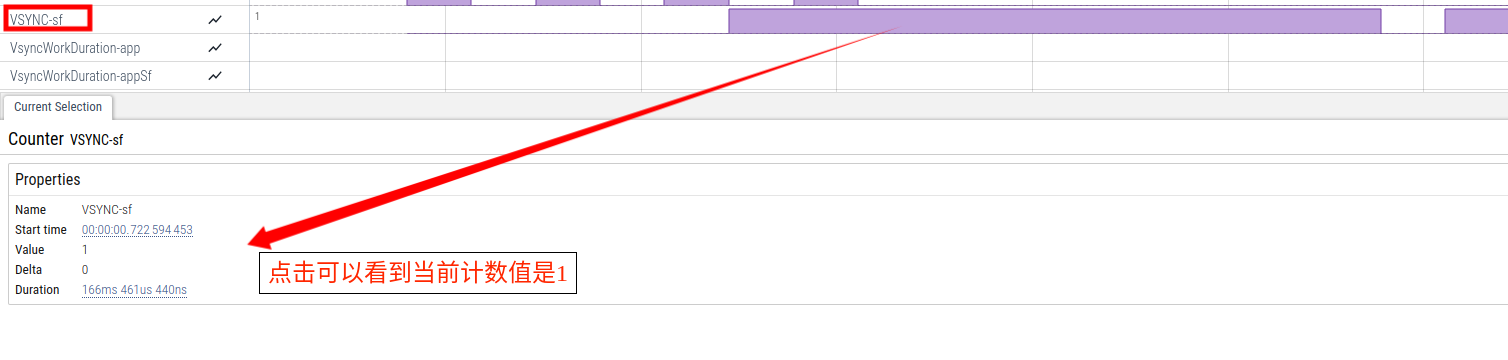 VSYNC-sf
1
VsyncWorkDuration-app
VsyncWorkDuration-appSf
Current Selection
Counter VSYNC-sf
Properties
Name VSYNC-sf
Start time 00:00:00.722 594 453
Value 1
Delta 0
Duration 166ms 461us 440ns
点击可以看到当前计数值是1